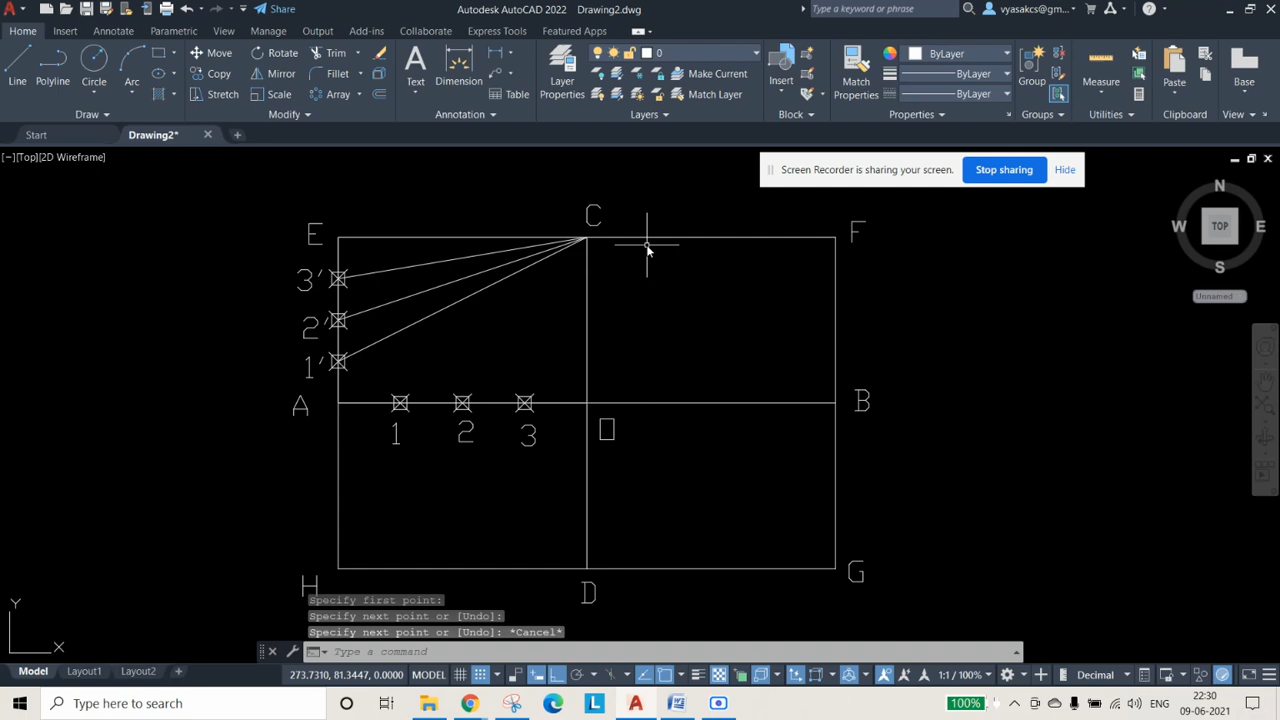 Autodesk AutoCAD 2022 Drawing2.dwg
Share
Type a keyword or phrase
vyasakcs@gm...
Home Insert Annotate Parametric View Manage Output Add-ins Collaborate Express Tools Featured Apps
Line Polyline Circle Arc
Move Rotate Trim
Copy Mirror Fillet
Stretch Scale Array
Text Dimension Table
Layer Properties
0
Make Current
Match Layer
Insert
Match Properties
ByLayer
ByLayer
ByLayer
Group
Measure
Paste
Base
Draw Modify Annotation Layers Block Properties Groups Utilities Clipboard View
Start Drawing2*
[−][Top][2D Wireframe]
Screen Recorder is sharing your screen. Stop sharing Hide
N
W TOP E
S
Unnamed
C
E F
3'
2'
1'
A B
1 2 3 O
H D G
Specify first point:
Specify next point or [Undo]:
Specify next point or [Undo]: *Cancel*
Type a command
Y
X
Model Layout1 Layout2
273.7310, 81.3447, 0.0000 MODEL 1:1 / 100% Decimal
Type here to search
L
100%
ENG
22:30
09-06-2021